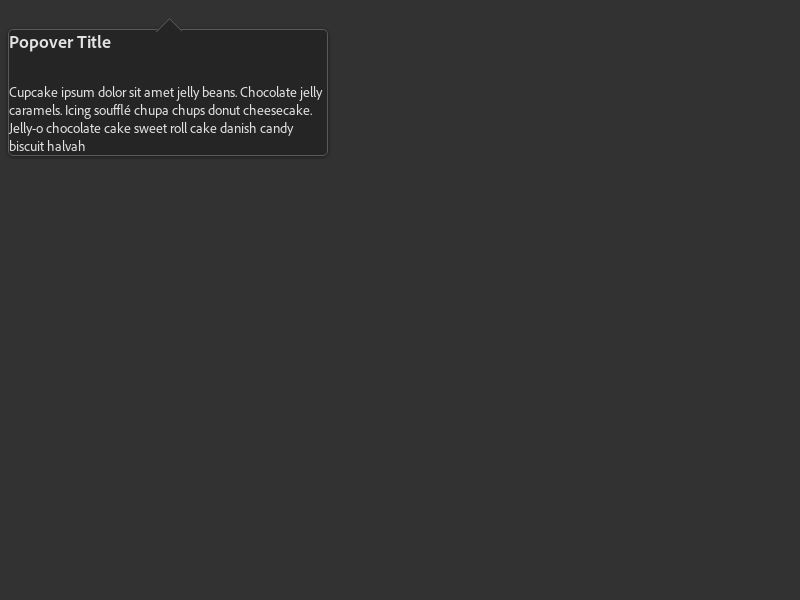 Popover Title
Cupcake ipsum dolor sit amet jelly beans. Chocolate jelly
caramels. Icing soufflé chupa chups donut cheesecake.
Jelly-o chocolate cake sweet roll cake danish candy
biscuit halvah